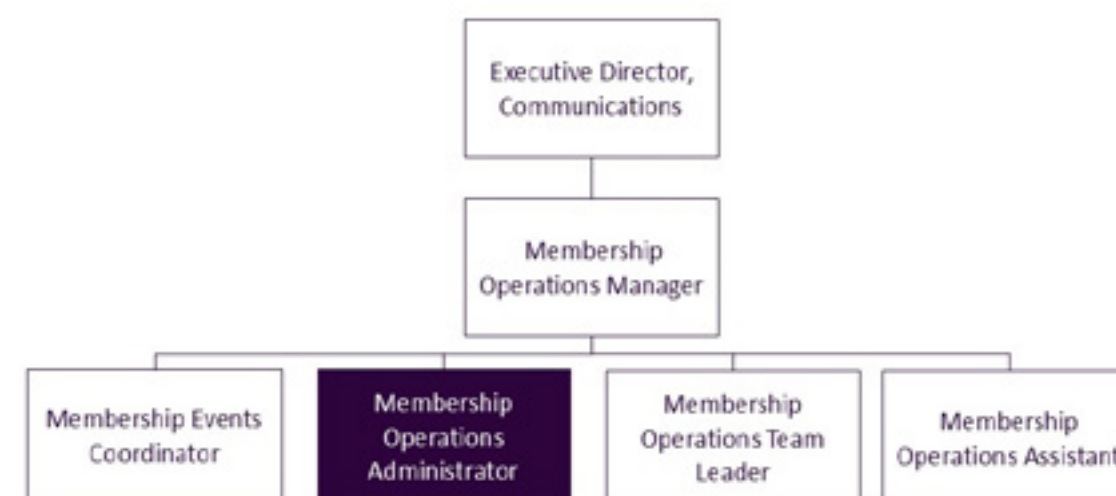 Executive Director,
Communications
Membership
Operations Manager
Membership Events
Coordinator
Membership
Operations
Administrator
Membership
Operations Team
Leader
Membership
Operations Assistant